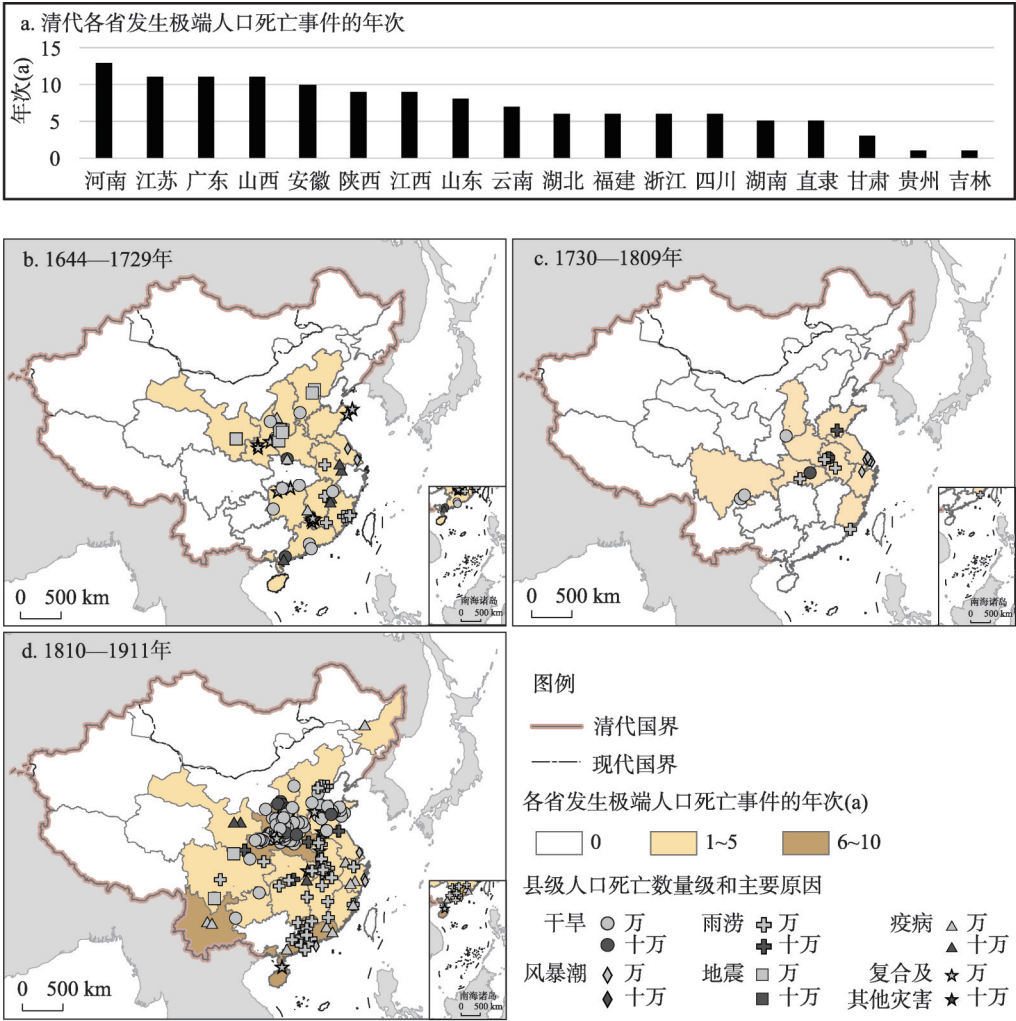 a. 清代各省发生极端人口死亡事件的年次
年次(a)
15
10
5
0
河南 江苏 广东 山西 安徽 陕西 江西 山东 云南 湖北 福建 浙江 四川 湖南 直隶 甘肃 贵州 吉林
b. 1644—1729年
0 500 km
南海诸岛
0 500 km
c. 1730—1809年
0 500 km
南海诸岛
0 500 km
d. 1810—1911年
0 500 km
南海诸岛
0 500 km
图例
清代国界
现代国界
各省发生极端人口死亡事件的年次(a)
0 1~5 6~10
县级人口死亡数量级和主要原因
干旱 万 雨涝 万 疫病 万
十万 十万 十万
风暴潮 万 地震 万 复合及 万
十万 十万 其他灾害 十万